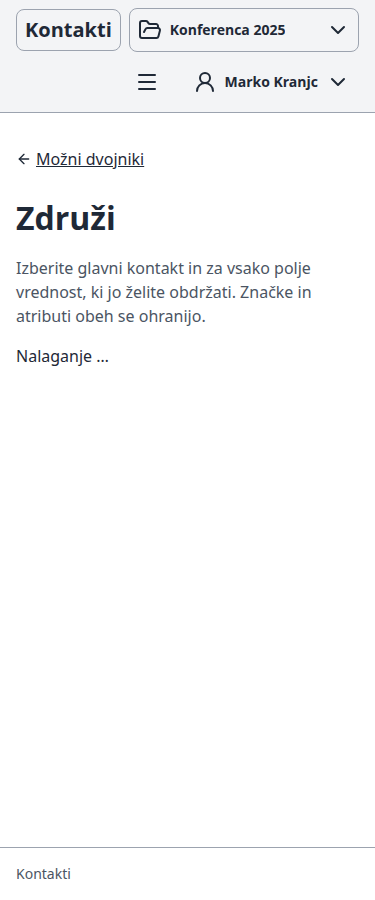 Kontakti
Konferenca 2025
Marko Kranjc
Možni dvojniki
Združi
Izberite glavni kontakt in za vsako polje
vrednost, ki jo želite obdržati. Značke in
atributi obeh se ohranijo.
Nalaganje ...
Kontakti